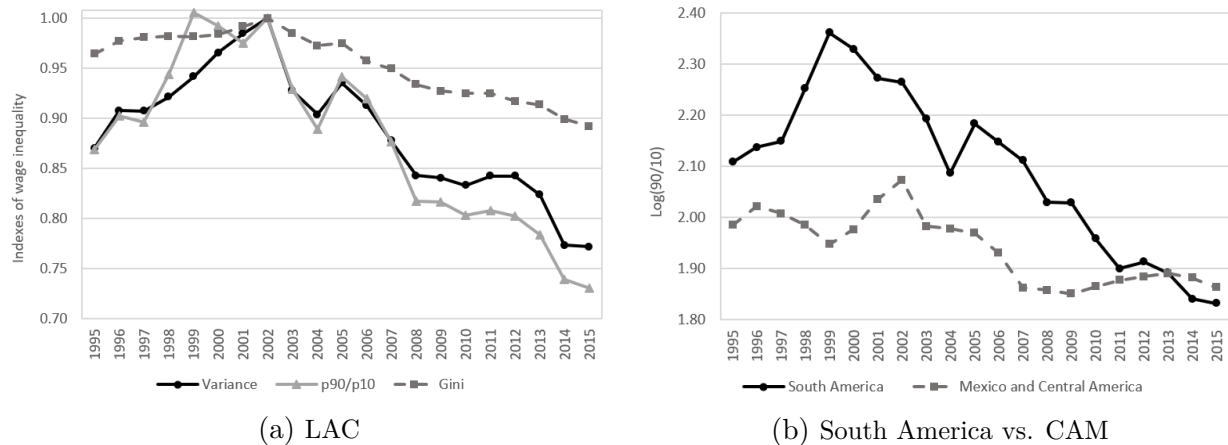 1.00
0.95
0.90
0.85
0.80
0.75
0.70
Indexes of wage inequality
1995 1996 1997 1998 1999 2000 2001 2002 2003 2004 2005 2006 2007 2008 2009 2010 2011 2012 2013 2014 2015
Variance p90/p10 Gini
(a) LAC
2.40
2.30
2.20
2.10
2.00
1.90
1.80
Log(90/10)
1995 1996 1997 1998 1999 2000 2001 2002 2003 2004 2005 2006 2007 2008 2009 2010 2011 2012 2013 2014 2015
South America Mexico and Central America
(b) South America vs. CAM